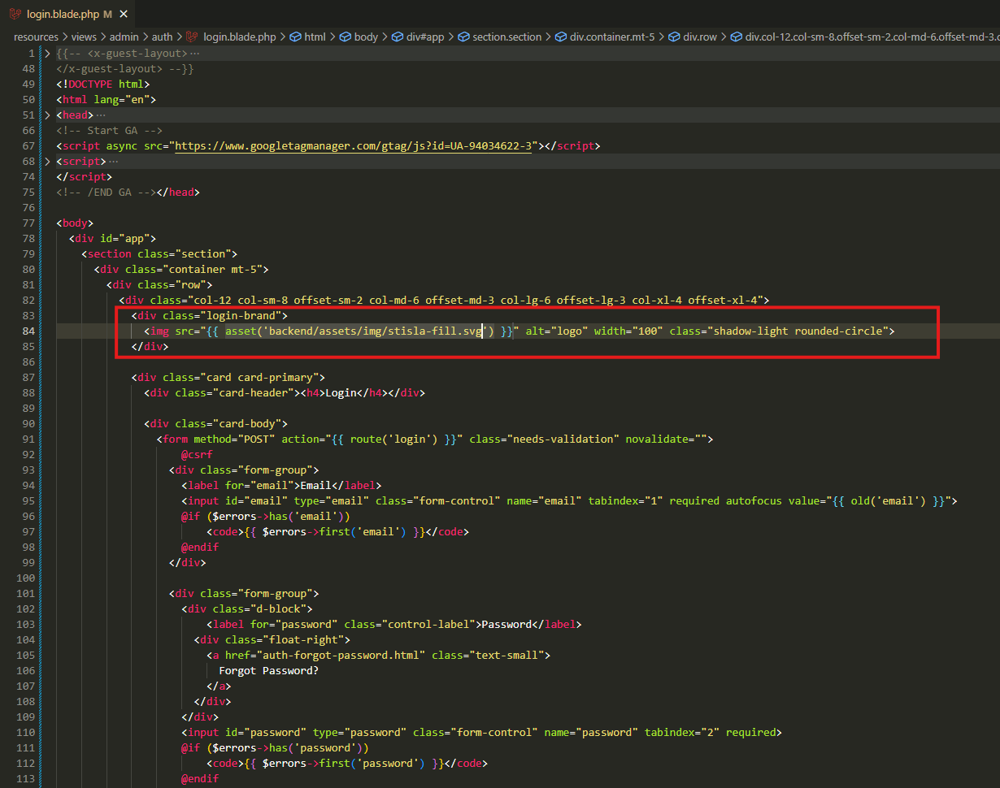 login.blade.php M ×
resources > views > admin > auth > login.blade.php > html > body > div#app > section.section > div.container.mt-5 > div.row > div.col-12.col-sm-8.offset-sm-2.col-md-6.offset-md-3.c
1 > {{-- <x-guest-layout>···
48 </x-guest-layout> --}}
49 <!DOCTYPE html>
50 <html lang="en">
51 > <head>···
66 <!-- Start GA -->
67 <script async src="https://www.googletagmanager.com/gtag/js?id=UA-94034622-3"></script>
68 > <script>···
74 </script>
75 <!-- /END GA --></head>
76
77 <body>
78 <div id="app">
79 <section class="section">
80 <div class="container mt-5">
81 <div class="row">
82 <div class="col-12 col-sm-8 offset-sm-2 col-md-6 offset-md-3 col-lg-6 offset-lg-3 col-xl-4 offset-xl-4">
83 <div class="login-brand">
84 <img src="{{ asset('backend/assets/img/stisla-fill.svg') }}" alt="logo" width="100" class="shadow-light rounded-circle">
85 </div>
86
87 <div class="card card-primary">
88 <div class="card-header"><h4>Login</h4></div>
89
90 <div class="card-body">
91 <form method="POST" action="{{ route('login') }}" class="needs-validation" novalidate="">
92 @csrf
93 <div class="form-group">
94 <label for="email">Email</label>
95 <input id="email" type="email" class="form-control" name="email" tabindex="1" required autofocus value="{{ old('email') }}">
96 @if ($errors->has('email'))
97 <code>{{ $errors->first('email') }}</code>
98 @endif
99 </div>
100
101 <div class="form-group">
102 <div class="d-block">
103 <label for="password" class="control-label">Password</label>
104 <div class="float-right">
105 <a href="auth-forgot-password.html" class="text-small">
106 Forgot Password?
107 </a>
108 </div>
109 </div>
110 <input id="password" type="password" class="form-control" name="password" tabindex="2" required>
111 @if ($errors->has('password'))
112 <code>{{ $errors->first('password') }}</code>
113 @endif